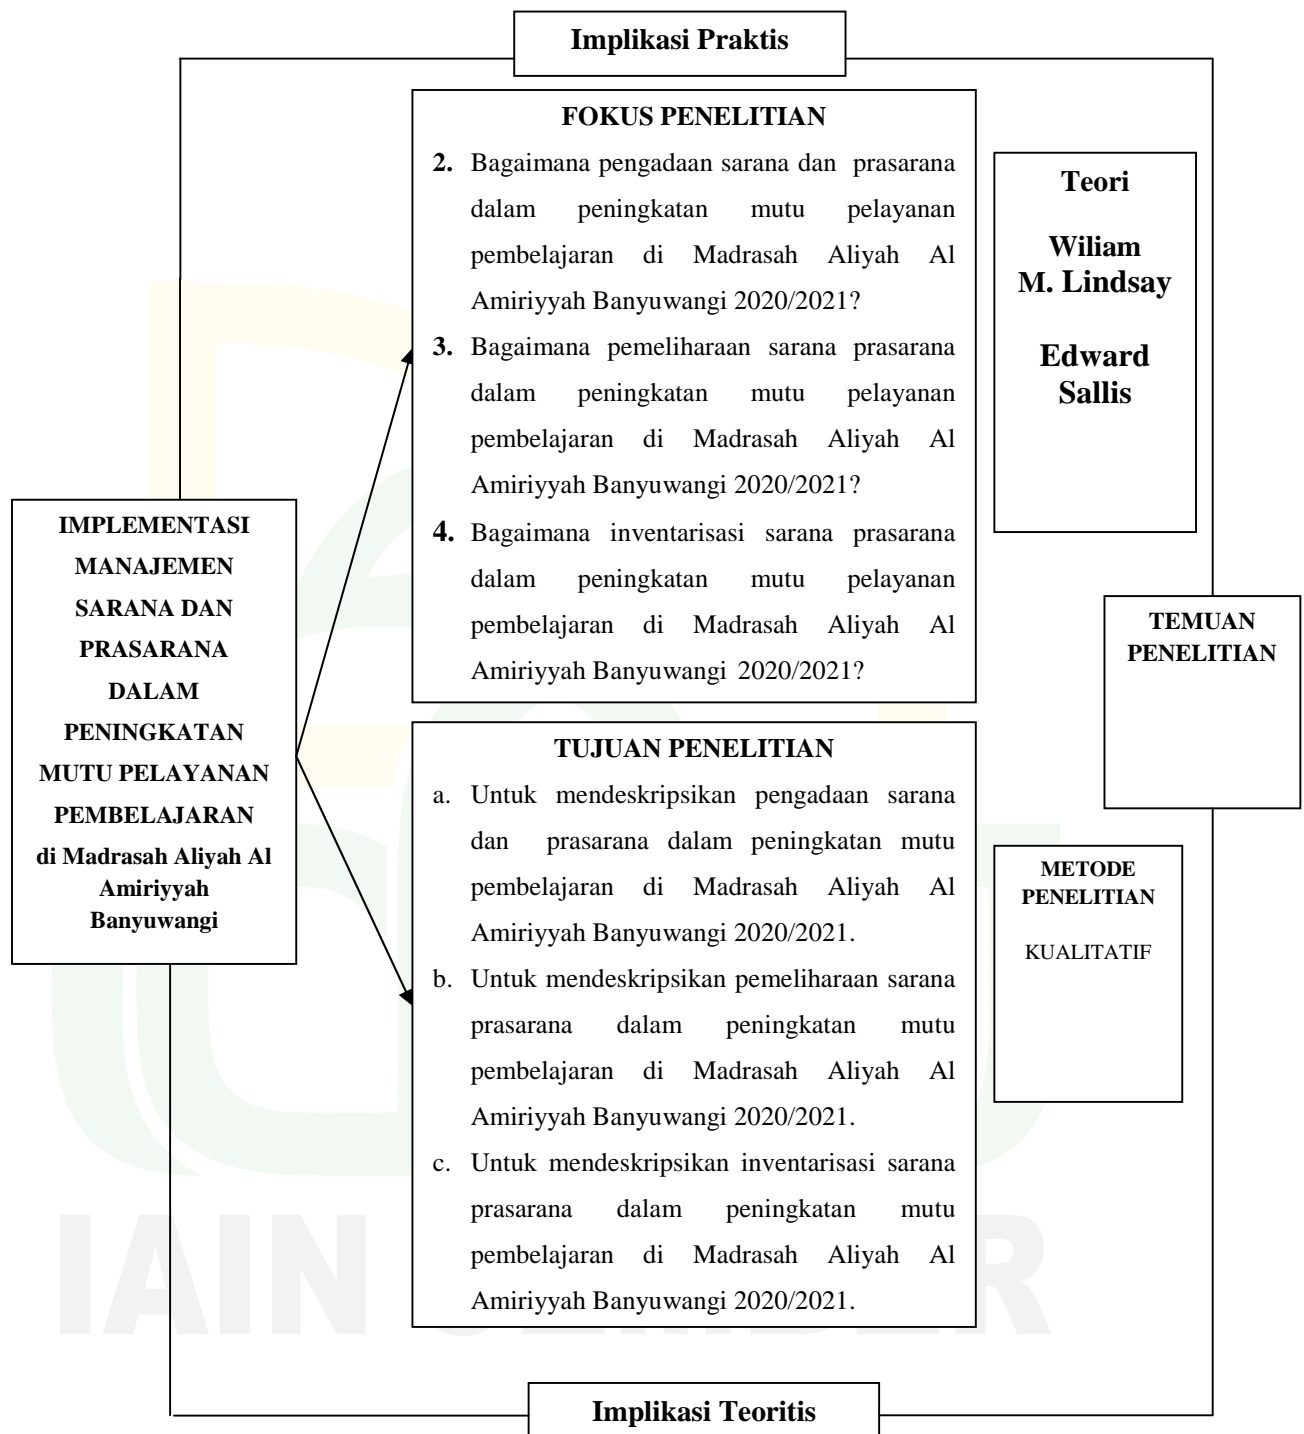 Implikasi Praktis
FOKUS PENELITIAN
2. Bagaimana pengadaan sarana dan prasarana
dalam peningkatan mutu pelayanan
pembelajaran di Madrasah Aliyah Al
Amiriyyah Banyuwangi 2020/2021?
3. Bagaimana pemeliharaan sarana prasarana
dalam peningkatan mutu pelayanan
pembelajaran di Madrasah Aliyah Al
Amiriyyah Banyuwangi 2020/2021?
4. Bagaimana inventarisasi sarana prasarana
dalam peningkatan mutu pelayanan
pembelajaran di Madrasah Aliyah Al
Amiriyyah Banyuwangi 2020/2021?
Teori
Wiliam
M. Lindsay
Edward
Sallis
IMPLEMENTASI
MANAJEMEN
SARANA DAN
PRASARANA
DALAM
PENINGKATAN
MUTU PELAYANAN
PEMBELAJARAN
di Madrasah Aliyah Al
Amiriyyah
Banyuwangi
TEMUAN
PENELITIAN
TUJUAN PENELITIAN
a. Untuk mendeskripsikan pengadaan sarana
dan prasarana dalam peningkatan mutu
pembelajaran di Madrasah Aliyah Al
Amiriyyah Banyuwangi 2020/2021.
b. Untuk mendeskripsikan pemeliharaan sarana
prasarana dalam peningkatan mutu
pembelajaran di Madrasah Aliyah Al
Amiriyyah Banyuwangi 2020/2021.
c. Untuk mendeskripsikan inventarisasi sarana
prasarana dalam peningkatan mutu
pembelajaran di Madrasah Aliyah Al
Amiriyyah Banyuwangi 2020/2021.
METODE
PENELITIAN
KUALITATIF
IAIN
Implikasi Teoritis